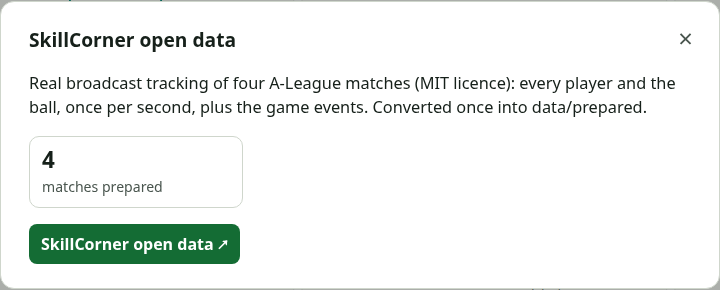 SkillCorner open data
Real broadcast tracking of four A-League matches (MIT licence): every player and the
ball, once per second, plus the game events. Converted once into data/prepared.
4
matches prepared
SkillCorner open data ↗